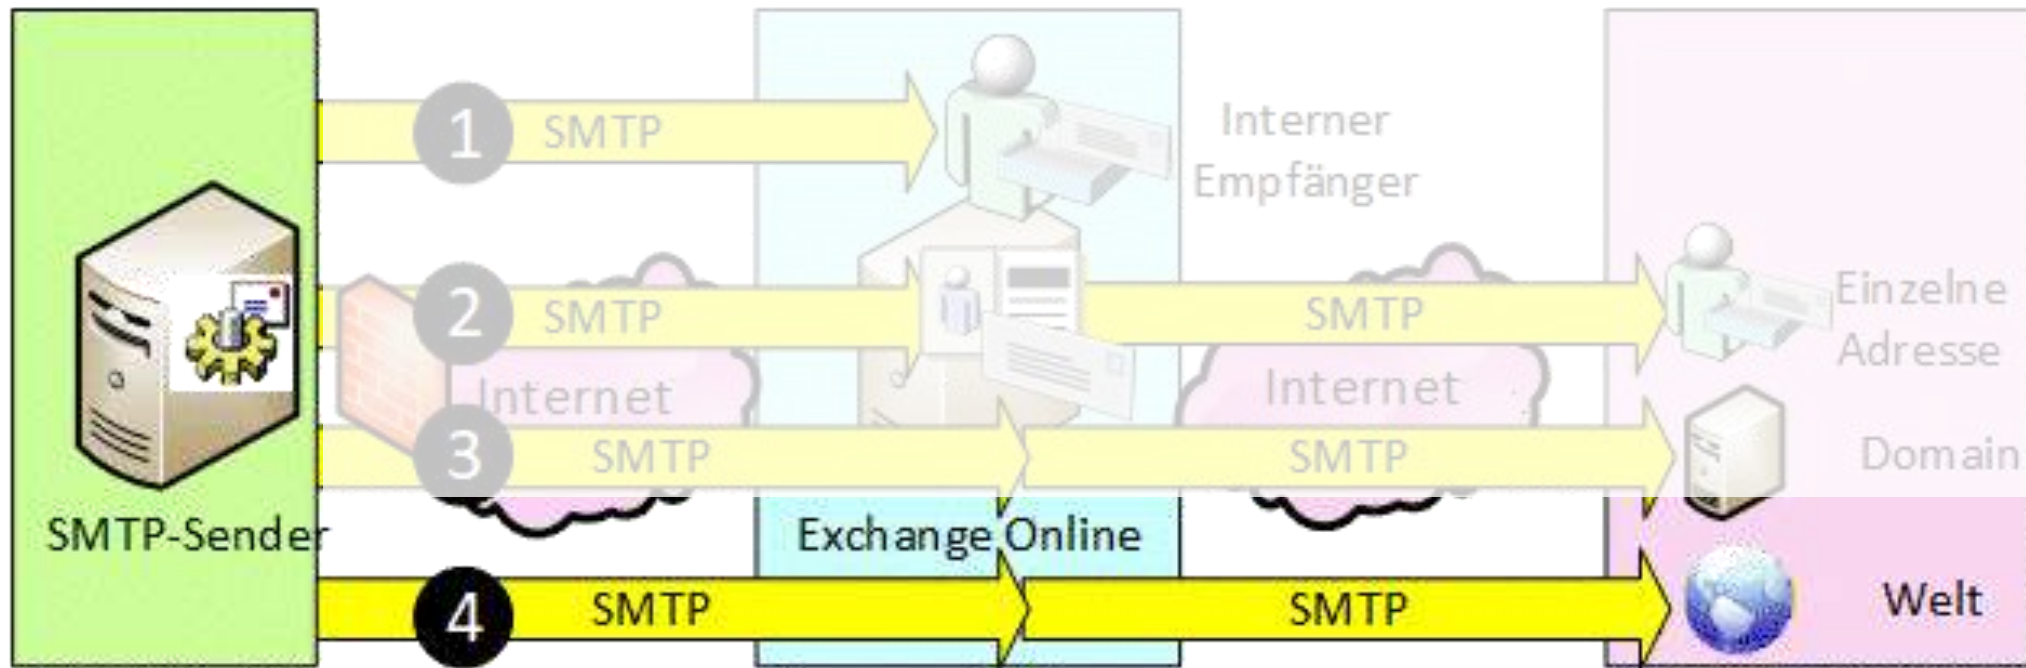 1
SMTP
Interner
Empfänger
2
SMTP
SMTP
Einzelne
Adresse
Internet
Internet
3
SMTP
SMTP
Domain
SMTP-Sender
Exchange Online
4
SMTP
SMTP
Welt